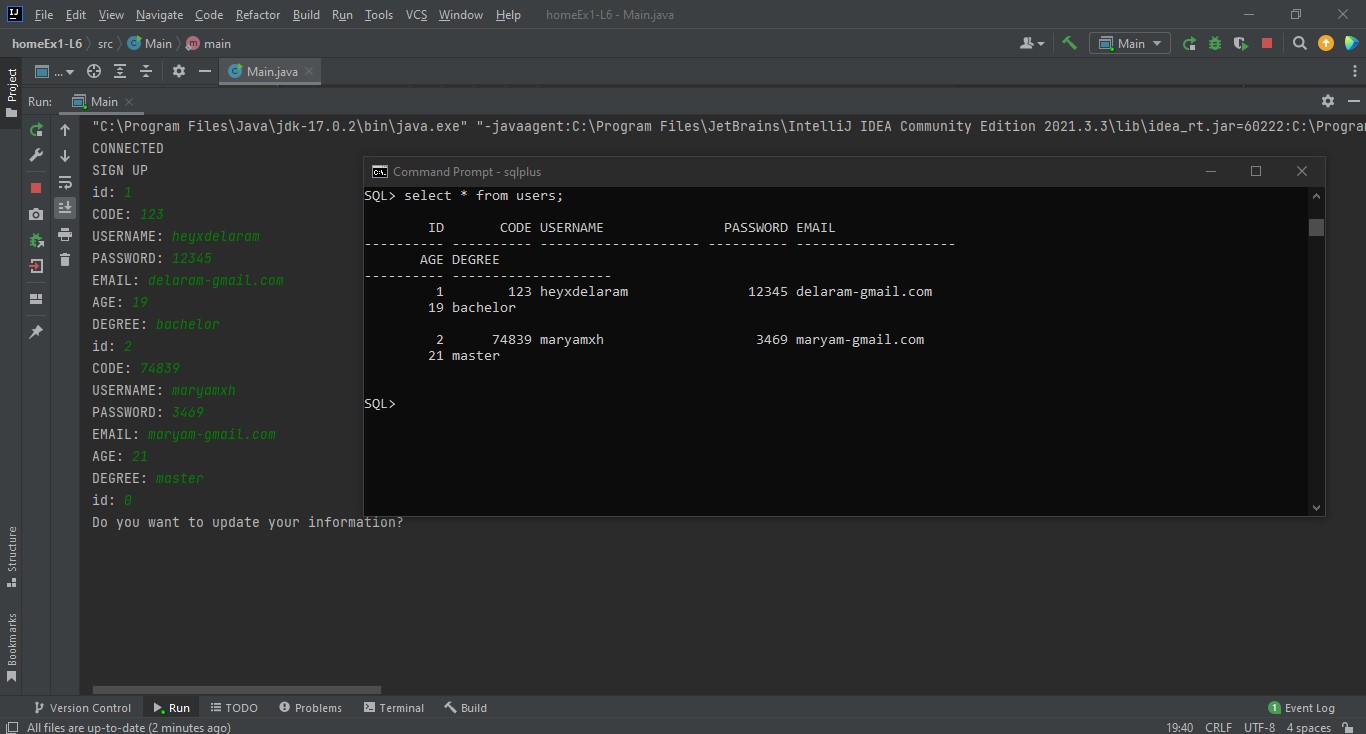 File Edit View Navigate Code Refactor Build Run Tools VCS Window Help homeEx1-L6 - Main.java
homeEx1-L6 src Main main Main
Project
... Main.java
Run: Main
"C:\Program Files\Java\jdk-17.0.2\bin\java.exe" "-javaagent:C:\Program Files\JetBrains\IntelliJ IDEA Community Edition 2021.3.3\lib\idea_rt.jar=60222:C:\Program
CONNECTED
SIGN UP
id: 1
CODE: 123
USERNAME: heyxdelaram
PASSWORD: 12345
EMAIL: delaram-gmail.com
AGE: 19
DEGREE: bachelor
id: 2
CODE: 74839
USERNAME: maryamxh
PASSWORD: 3469
EMAIL: maryam-gmail.com
AGE: 21
DEGREE: master
id: 0
Do you want to update your information?
Command Prompt - sqlplus
SQL> select * from users;
ID CODE USERNAME PASSWORD EMAIL
---------- ---------- -------------------- ---------- --------------------
AGE DEGREE
---------- --------------------
1 123 heyxdelaram 12345 delaram-gmail.com
19 bachelor
2 74839 maryamxh 3469 maryam-gmail.com
21 master
SQL>
Structure
Bookmarks
Version Control Run TODO Problems Terminal Build 1 Event Log
All files are up-to-date (2 minutes ago) 19:40 CRLF UTF-8 4 spaces